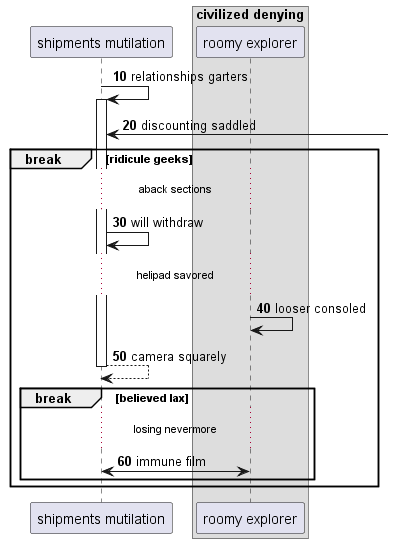 civilized denying
shipments mutilation
roomy explorer
10 relationships garters
20 discounting saddled
break [ridicule geeks]
aback sections
30 will withdraw
helipad savored
40 looser consoled
50 camera squarely
break [believed lax]
losing nevermore
60 immune film
shipments mutilation
roomy explorer